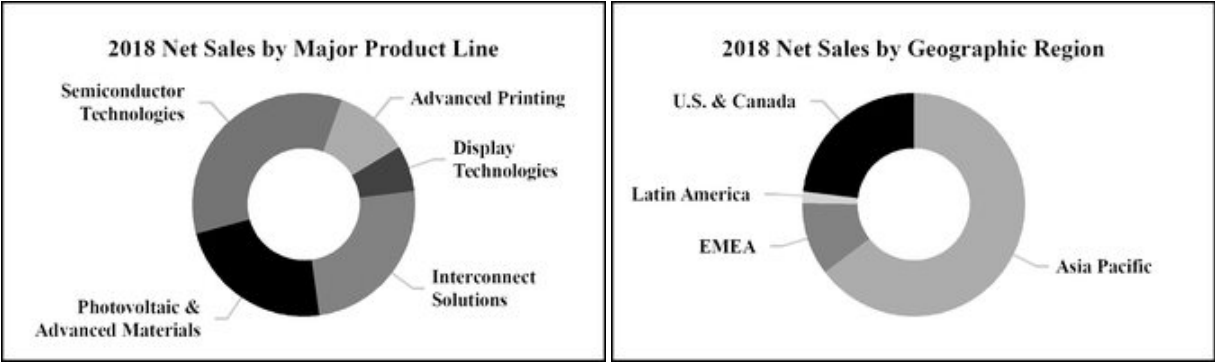 2018 Net Sales by Major Product Line
Semiconductor
Technologies
Advanced Printing
Display
Technologies
Interconnect
Solutions
Photovoltaic &
Advanced Materials
2018 Net Sales by Geographic Region
U.S. & Canada
Latin America
EMEA
Asia Pacific